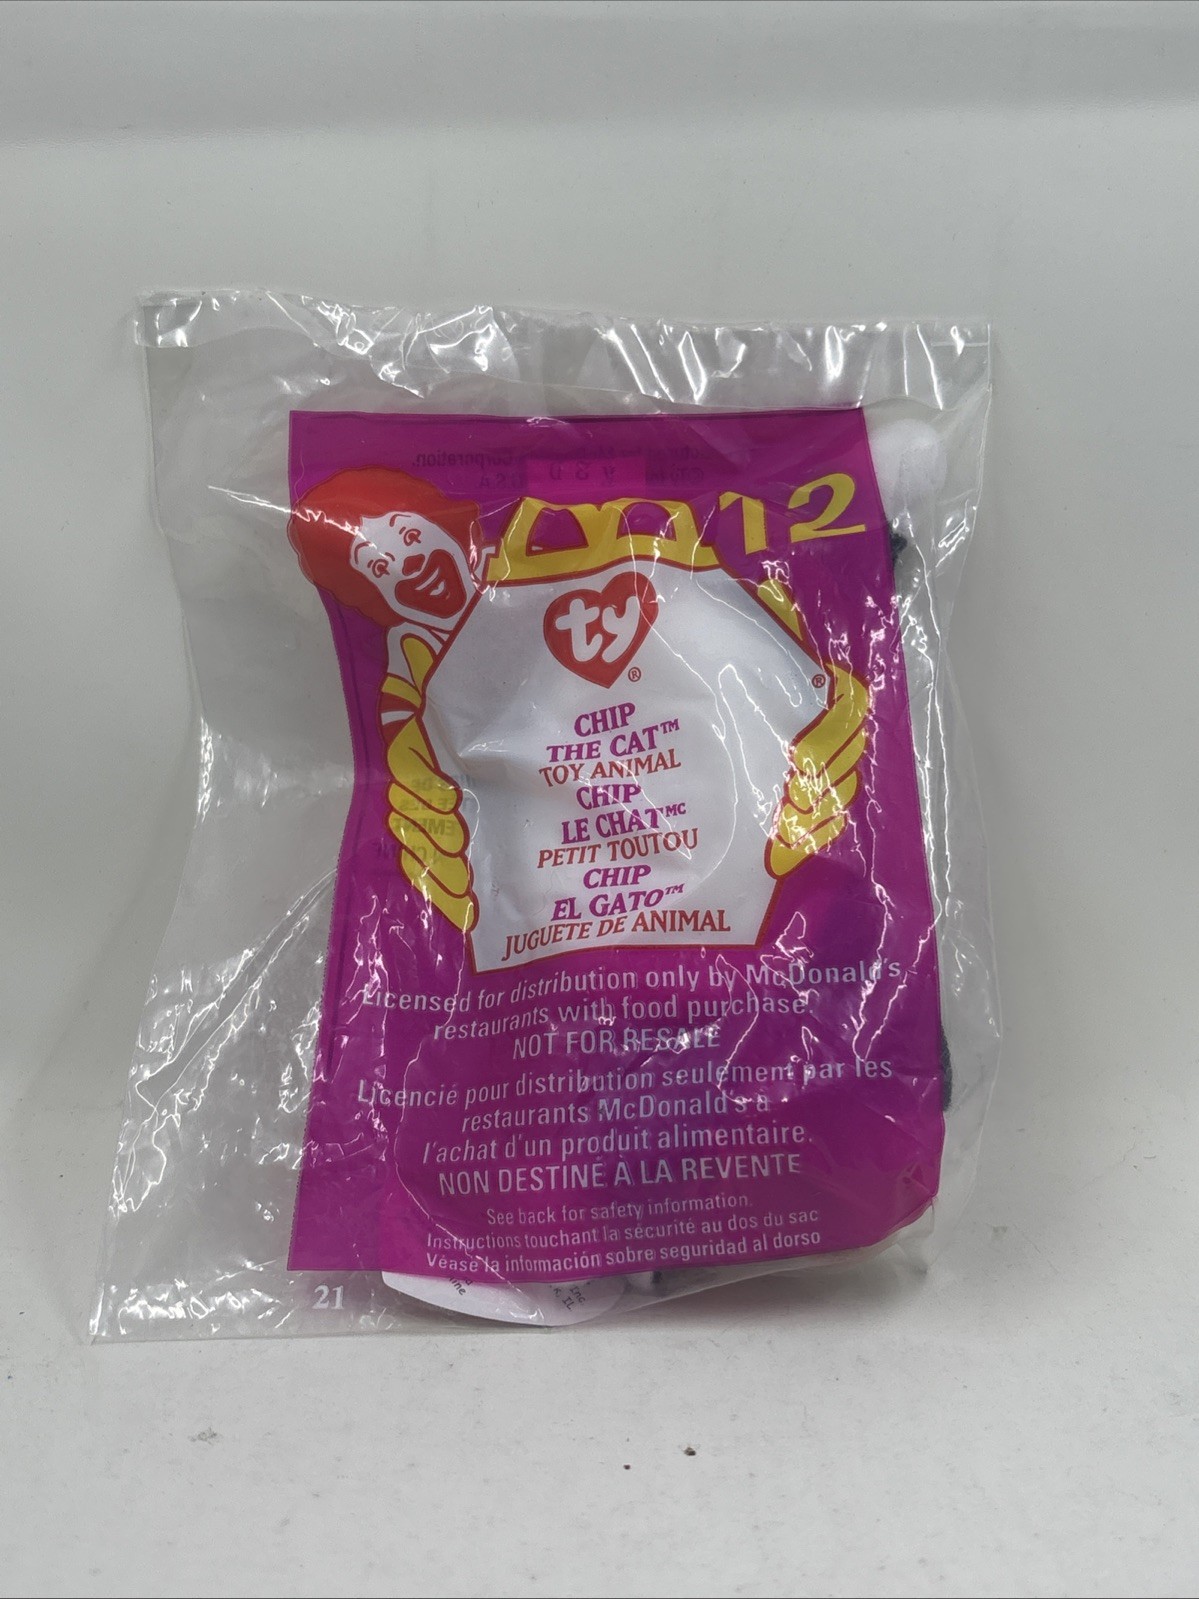 12
ty
®
®
CHIP
THE CAT™
TOY ANIMAL
CHIP
LE CHAT MC
PETIT TOUTOU
CHIP
EL GATO™
JUGUETE DE ANIMAL
Licensed for distribution only by McDonald's
restaurants with food purchase.
NOT FOR RESALE
Licencié pour distribution seulement par les
restaurants McDonald's à
l'achat d'un produit alimentaire.
NON DESTINÉ À LA REVENTE
See back for safety information.
Instructions touchant la sécurité au dos du sac
Véase la información sobre seguridad al dorso
Inc.
IL
21